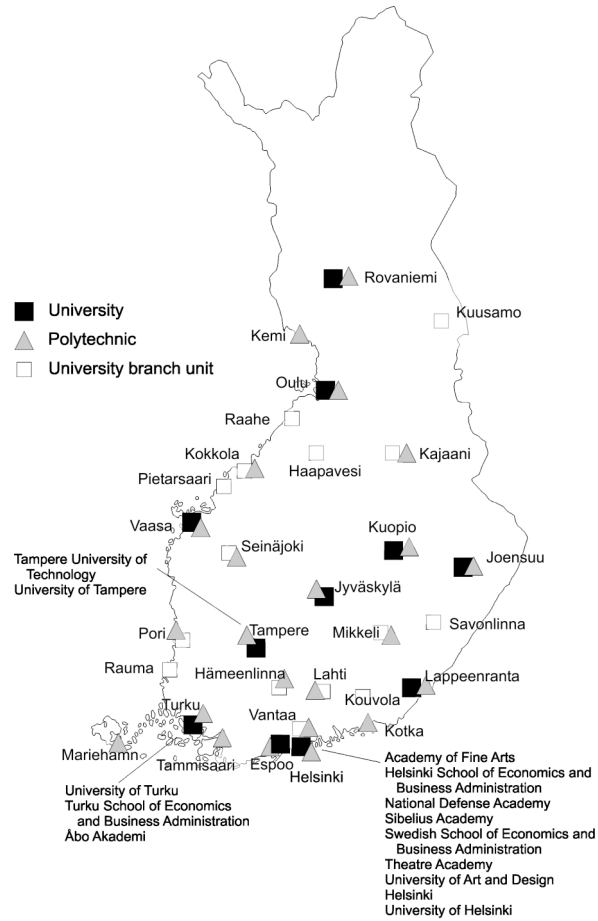 Rovaniemi
University
Kuusamo
Polytechnic
Kemi
University branch unit
Oulu
Raahe
Kokkola
Haapavesi
Kajaani
Pietarsaari
Vaasa
Kuopio
Seinäjoki
Tampere University of
Technology
University of Tampere
Joensuu
Jyväskylä
Pori
Tampere
Mikkeli
Savonlinna
Rauma
Hämeenlinna
Lahti
Lappeenranta
Kouvola
Turku
Vantaa
Kotka
Mariehamn
Tammisaari
Espoo
Helsinki
University of Turku
Turku School of Economics
and Business Administration
Åbo Akademi
Academy of Fine Arts
Helsinki School of Economics and
Business Administration
National Defense Academy
Sibelius Academy
Swedish School of Economics and
Business Administration
Theatre Academy
University of Art and Design
Helsinki
University of Helsinki